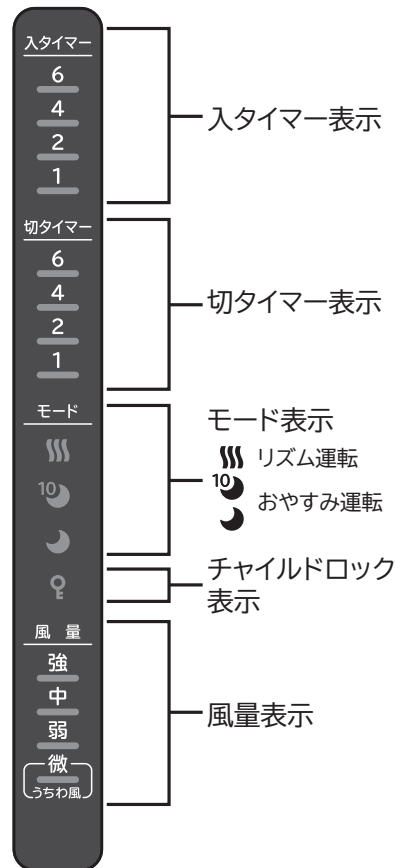 入タイマー
6
4
2
1
入タイマー表示
切タイマー
6
4
2
1
切タイマー表示
モード
10
モード表示
リズム運転
10
おやすみ運転
チャイルドロック
表示
風量
強
中
弱
微
うちわ風
風量表示